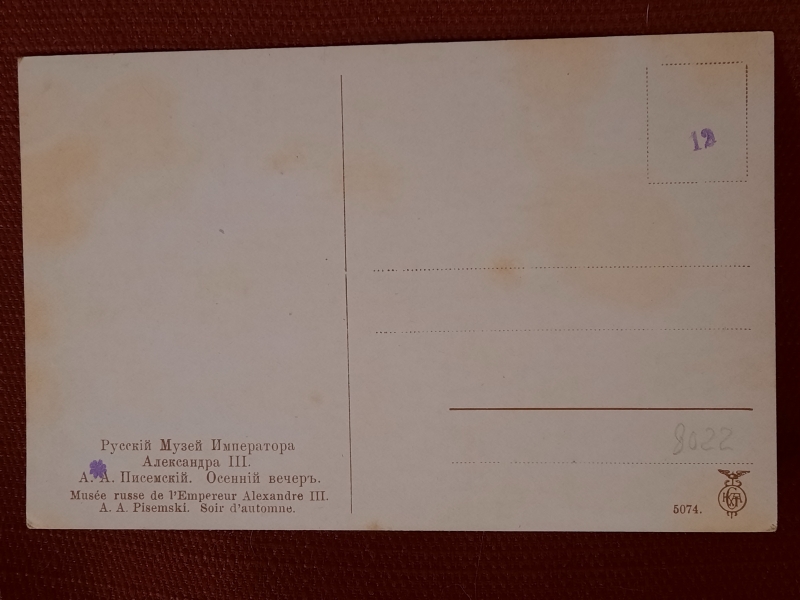 12
8022
Русскій Музей Императора
Александра III.
А. А. Писемскій. Осенній вечеръ.
Musée russe de l'Empereur Alexandre III.
A. A. Pisemski. Soir d'automne.
5074.